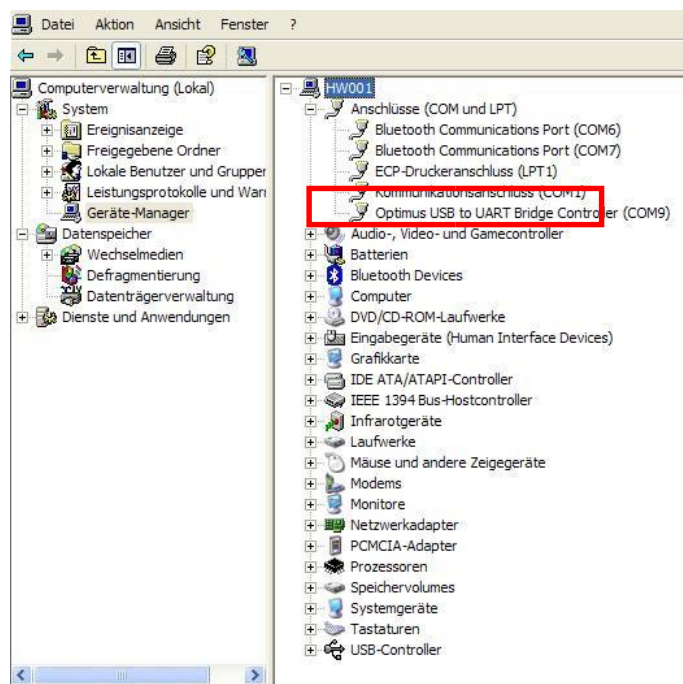 Datei Aktion Ansicht Fenster ?
Computerverwaltung (Lokal)
System
Ereignisanzeige
Freigegebene Ordner
Lokale Benutzer und Gruppen
Leistungsprotokolle und Warn
Geräte-Manager
Datenspeicher
Wechselmedien
Defragmentierung
Datenträgerverwaltung
Dienste und Anwendungen
HW001
Anschlüsse (COM und LPT)
Bluetooth Communications Port (COM6)
Bluetooth Communications Port (COM7)
ECP-Druckeranschluss (LPT1)
Kommunikationsanschluss (COM1)
Optimus USB to UART Bridge Controller (COM9)
Audio-, Video- und Gamecontroller
Batterien
Bluetooth Devices
Computer
DVD/CD-ROM-Laufwerke
Eingabegeräte (Human Interface Devices)
Grafikkarte
IDE ATA/ATAPI-Controller
IEEE 1394 Bus-Hostcontroller
Infrarotgeräte
Laufwerke
Mäuse und andere Zeigegeräte
Modems
Monitore
Netzwerkadapter
PCMCIA-Adapter
Prozessoren
Speichervolumes
Systemgeräte
Tastaturen
USB-Controller